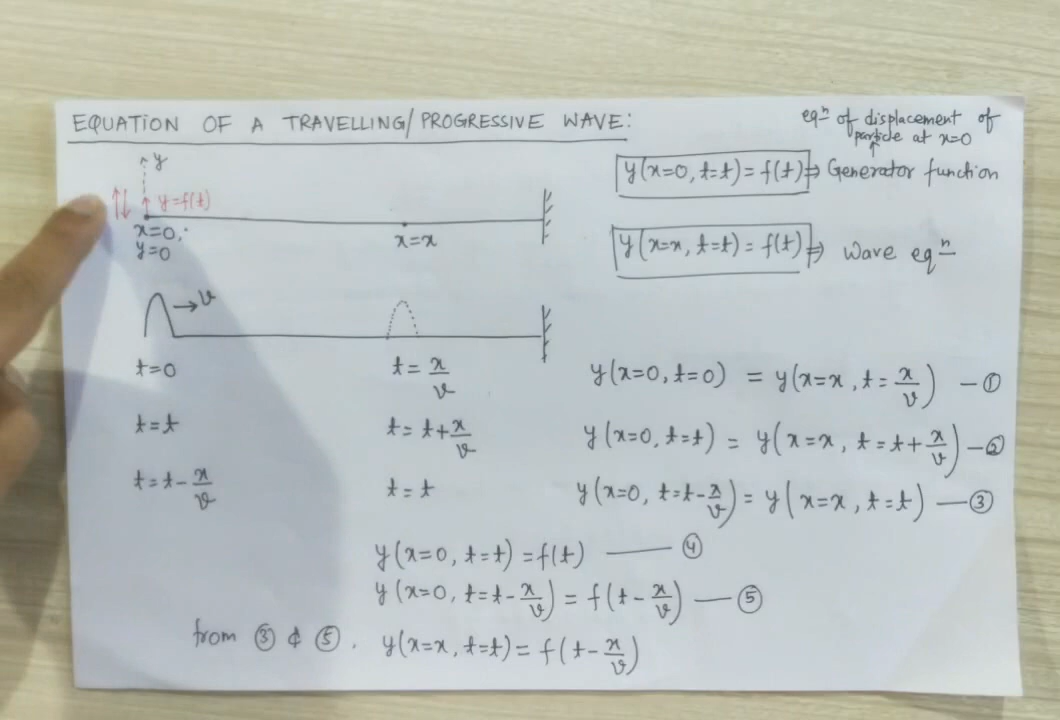 EQUATION OF A TRAVELLING/PROGRESSIVE WAVE:
eqⁿ of displacement of
particle at x=0
y
y=f(t)
x=0,
y=0
x=x
y(x=0, t=t) = f(t) ⇒ Generator function
y(x=x, t=t) = f(t) ⇒ Wave eqⁿ
→ v
t=0
t = x/v
y(x=0, t=0) = y(x=x, t = x/v) — ①
t=t
t = t + x/v
y(x=0, t=t) = y(x=x, t = t + x/v) — ②
t = t - x/v
t = t
y(x=0, t=t - x/v) = y(x=x, t=t) — ③
y(x=0, t=t) = f(t) — ④
y(x=0, t=t - x/v) = f(t - x/v) — ⑤
from ③ & ⑤. y(x=x, t=t) = f(t - x/v)